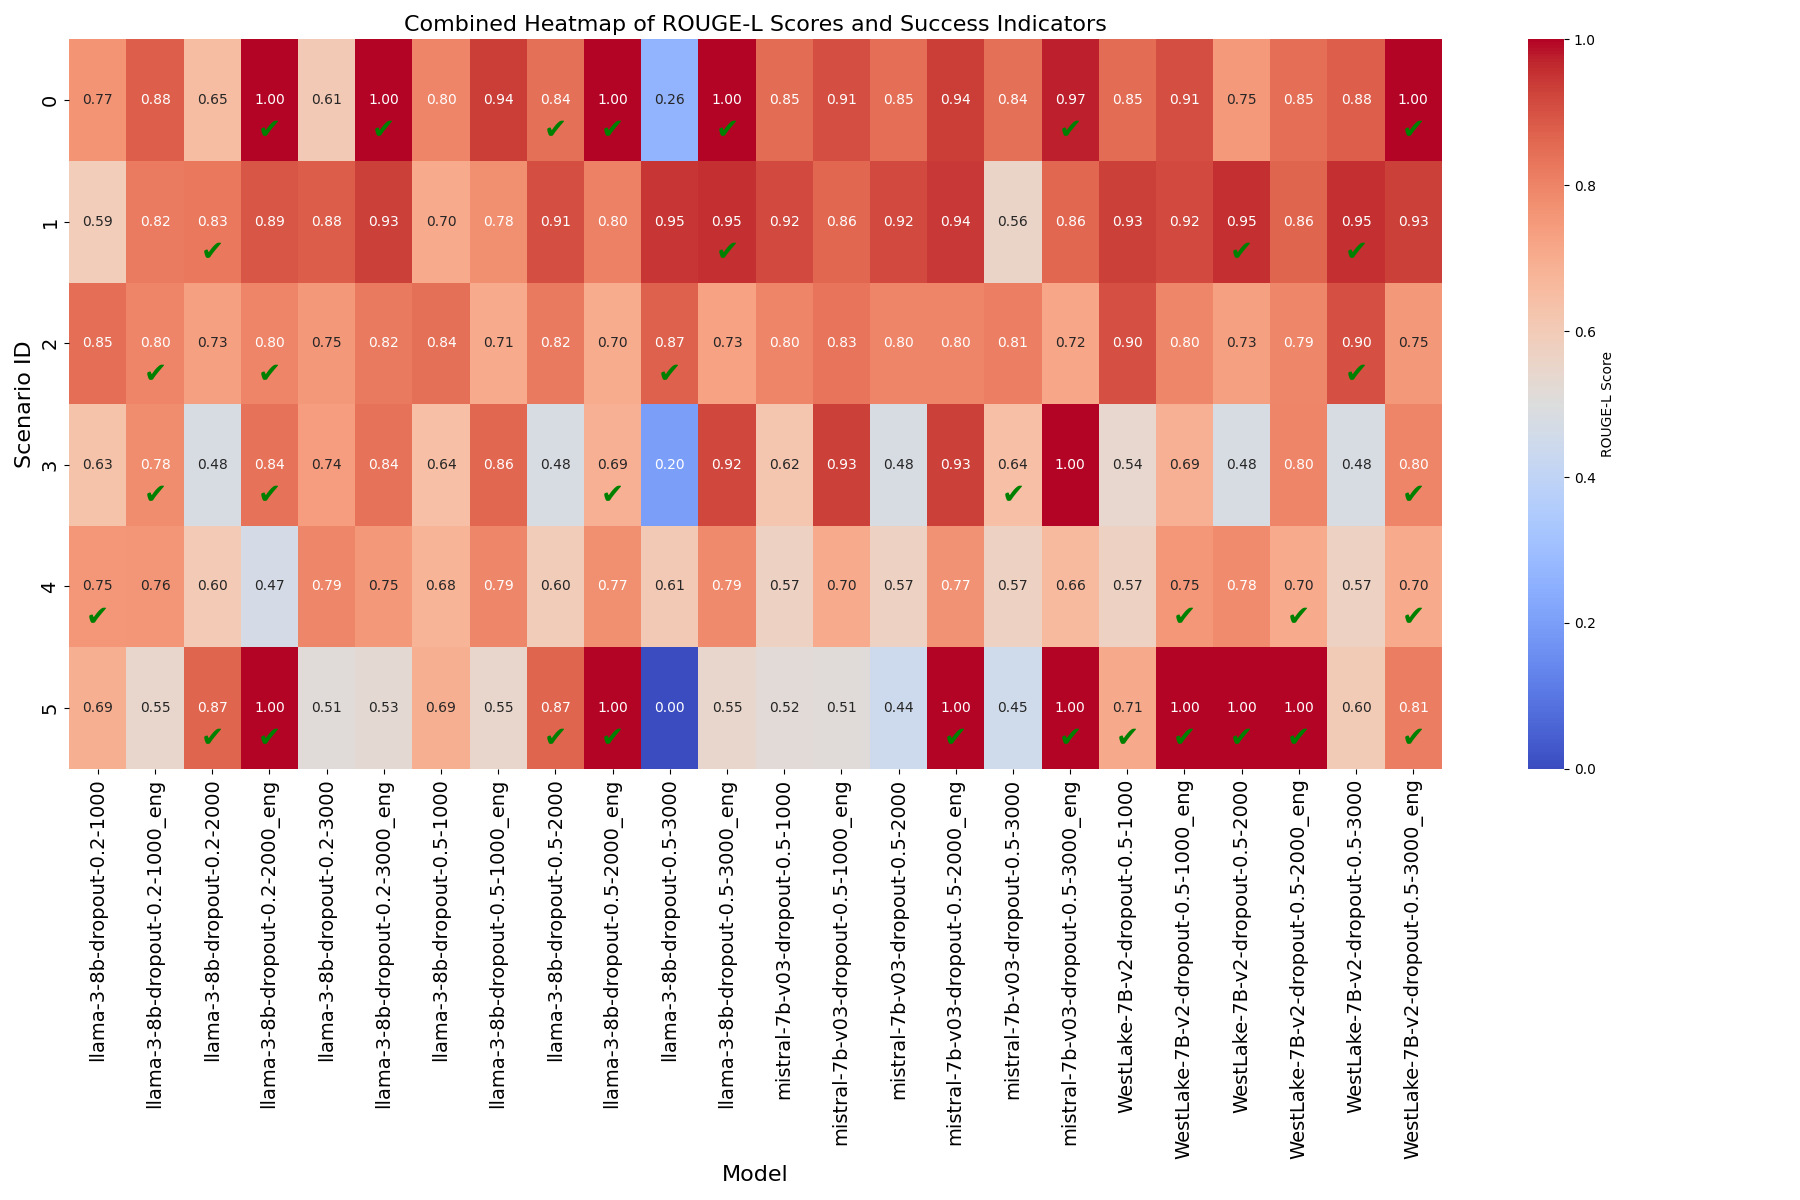 Combined Heatmap of ROUGE-L Scores and Success Indicators
0 0.77 0.88 0.65 1.00 0.61 1.00 0.80 0.94 0.84 1.00 0.26 1.00 0.85 0.91 0.85 0.94 0.84 0.97 0.85 0.91 0.75 0.85 0.88 1.00
✔ ✔ ✔ ✔ ✔ ✔ ✔
1 0.59 0.82 0.83 0.89 0.88 0.93 0.70 0.78 0.91 0.80 0.95 0.95 0.92 0.86 0.92 0.94 0.56 0.86 0.93 0.92 0.95 0.86 0.95 0.93
✔ ✔ ✔ ✔
2 0.85 0.80 0.73 0.80 0.75 0.82 0.84 0.71 0.82 0.70 0.87 0.73 0.80 0.83 0.80 0.80 0.81 0.72 0.90 0.80 0.73 0.79 0.90 0.75
✔ ✔ ✔ ✔
3 0.63 0.78 0.48 0.84 0.74 0.84 0.64 0.86 0.48 0.69 0.20 0.92 0.62 0.93 0.48 0.93 0.64 1.00 0.54 0.69 0.48 0.80 0.48 0.80
✔ ✔ ✔ ✔ ✔
4 0.75 0.76 0.60 0.47 0.79 0.75 0.68 0.79 0.60 0.77 0.61 0.79 0.57 0.70 0.57 0.77 0.57 0.66 0.57 0.75 0.78 0.70 0.57 0.70
✔ ✔ ✔ ✔
5 0.69 0.55 0.87 1.00 0.51 0.53 0.69 0.55 0.87 1.00 0.00 0.55 0.52 0.51 0.44 1.00 0.45 1.00 0.71 1.00 1.00 1.00 0.60 0.81
✔ ✔ ✔ ✔ ✔ ✔ ✔ ✔ ✔ ✔ ✔
Scenario ID
llama-3-8b-dropout-0.2-1000
llama-3-8b-dropout-0.2-1000_eng
llama-3-8b-dropout-0.2-2000
llama-3-8b-dropout-0.2-2000_eng
llama-3-8b-dropout-0.2-3000
llama-3-8b-dropout-0.2-3000_eng
llama-3-8b-dropout-0.5-1000
llama-3-8b-dropout-0.5-1000_eng
llama-3-8b-dropout-0.5-2000
llama-3-8b-dropout-0.5-2000_eng
llama-3-8b-dropout-0.5-3000
llama-3-8b-dropout-0.5-3000_eng
mistral-7b-v03-dropout-0.5-1000
mistral-7b-v03-dropout-0.5-1000_eng
mistral-7b-v03-dropout-0.5-2000
mistral-7b-v03-dropout-0.5-2000_eng
mistral-7b-v03-dropout-0.5-3000
mistral-7b-v03-dropout-0.5-3000_eng
WestLake-7B-v2-dropout-0.5-1000
WestLake-7B-v2-dropout-0.5-1000_eng
WestLake-7B-v2-dropout-0.5-2000
WestLake-7B-v2-dropout-0.5-2000_eng
WestLake-7B-v2-dropout-0.5-3000
WestLake-7B-v2-dropout-0.5-3000_eng
Model
1.0
0.8
0.6
0.4
0.2
0.0
ROUGE-L Score